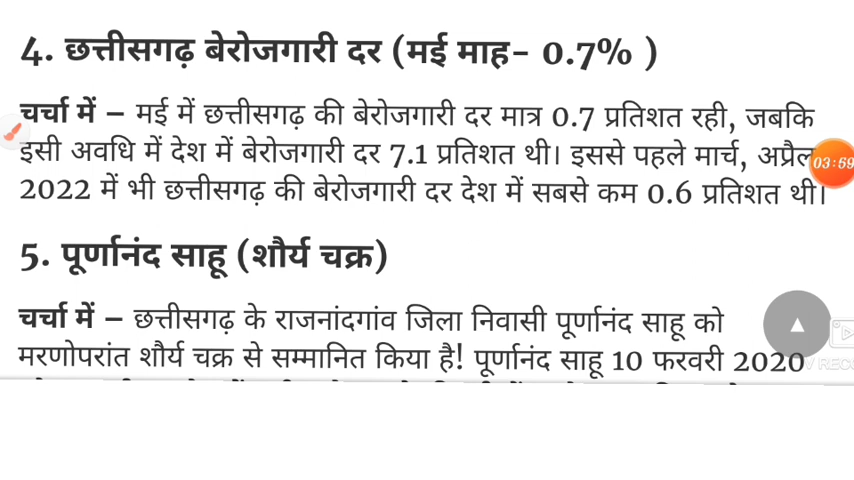 4. छत्तीसगढ़ बेरोजगारी दर (मई माह- 0.7% )
चर्चा में – मई में छत्तीसगढ़ की बेरोजगारी दर मात्र 0.7 प्रतिशत रही, जबकि
इसी अवधि में देश में बेरोजगारी दर 7.1 प्रतिशत थी। इससे पहले मार्च, अप्रैल
03:59
2022 में भी छत्तीसगढ़ की बेरोजगारी दर देश में सबसे कम 0.6 प्रतिशत थी।
5. पूर्णानंद साहू (शौर्य चक्र)
चर्चा में – छत्तीसगढ़ के राजनांदगांव जिला निवासी पूर्णानंद साहू को
मरणोपरांत शौर्य चक्र से सम्मानित किया है! पूर्णानंद साहू 10 फरवरी 2020